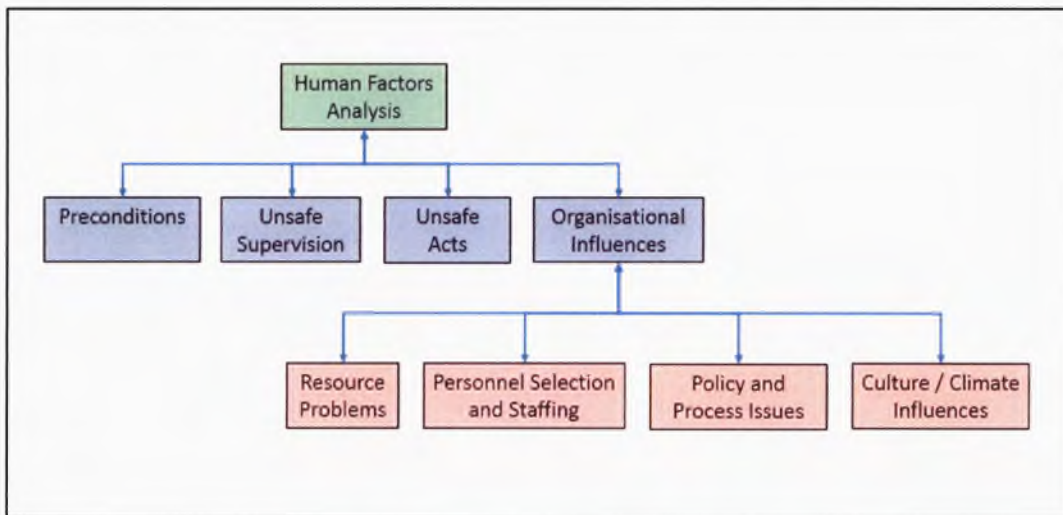 Human Factors
Analysis
Preconditions
Unsafe
Supervision
Unsafe
Acts
Organisational
Influences
Resource
Problems
Personnel Selection
and Staffing
Policy and
Process Issues
Culture / Climate
Influences